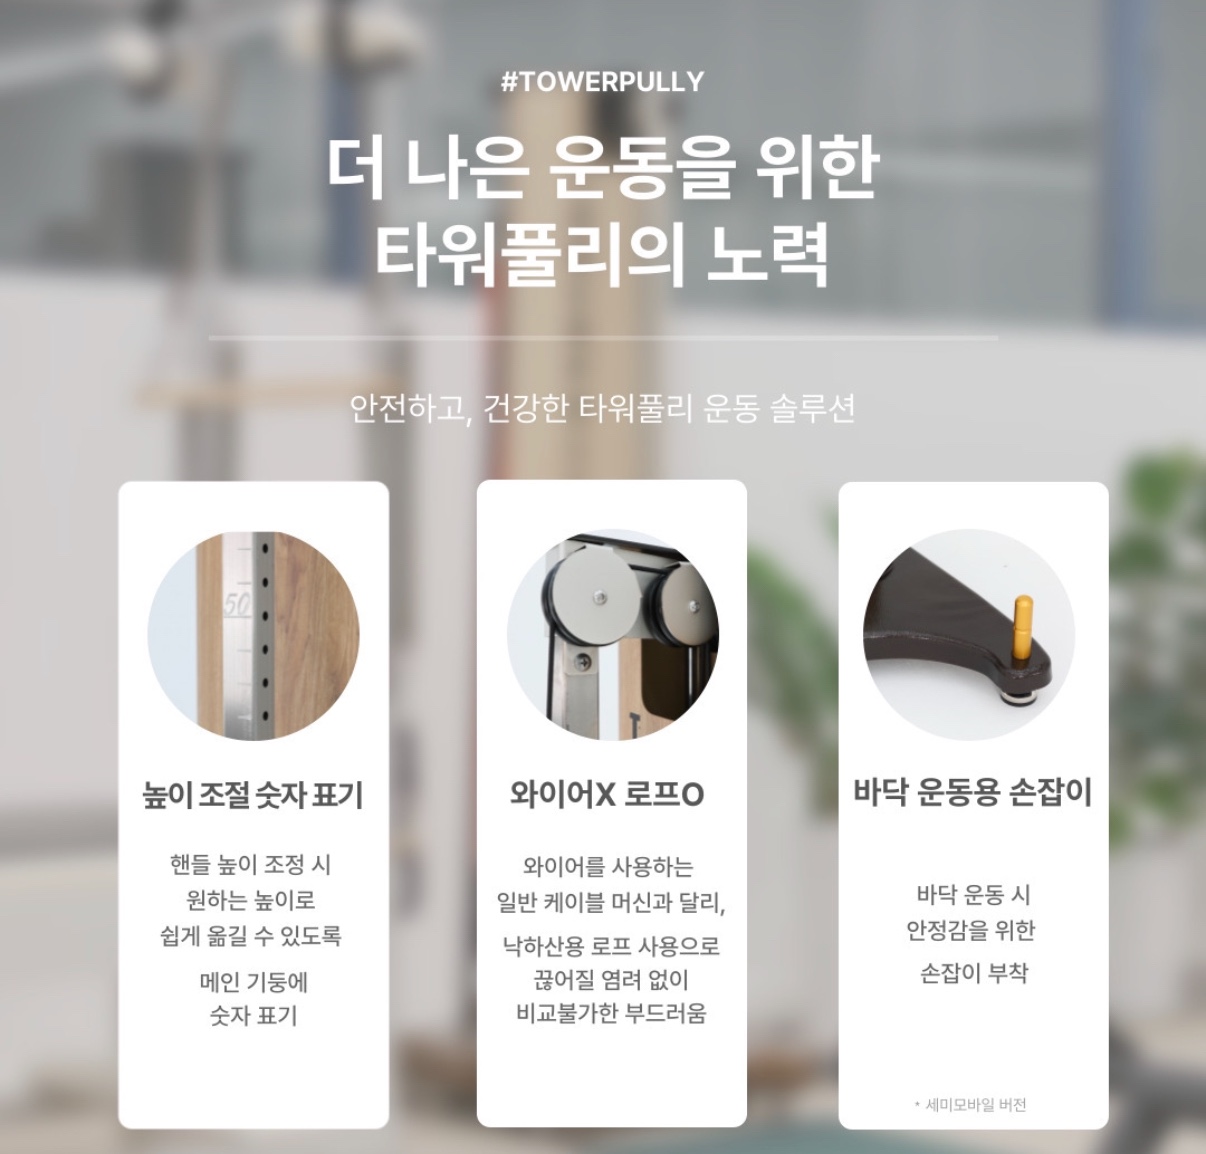 #TOWERPULLY
더 나은 운동을 위한
타워풀리의 노력
안전하고, 건강한 타워풀리 운동 솔루션
50
높이 조절 숫자 표기
핸들 높이 조정 시
원하는 높이로
쉽게 옮길 수 있도록
메인 기둥에
숫자 표기
와이어X 로프O
와이어를 사용하는
일반 케이블 머신과 달리,
낙하산용 로프 사용으로
끊어질 염려 없이
비교불가한 부드러움
바닥 운동용 손잡이
바닥 운동 시
안정감을 위한
손잡이 부착
* 세미모바일 버전